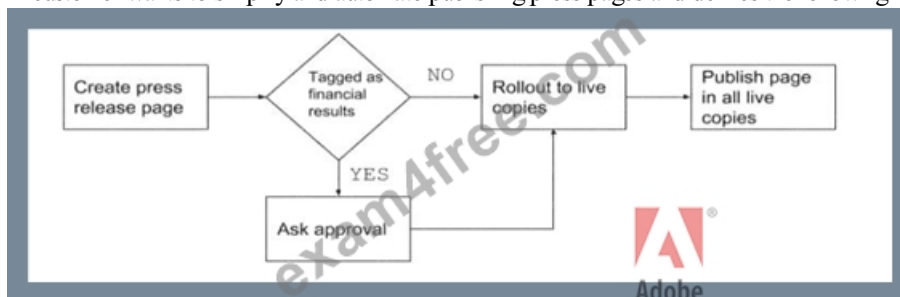 Create press
release page
Tagged as
financial
results
NO
Rollout to live
copies
Publish page
in all live
copies
YES
Ask approval
exam4free.com
®
Adobe